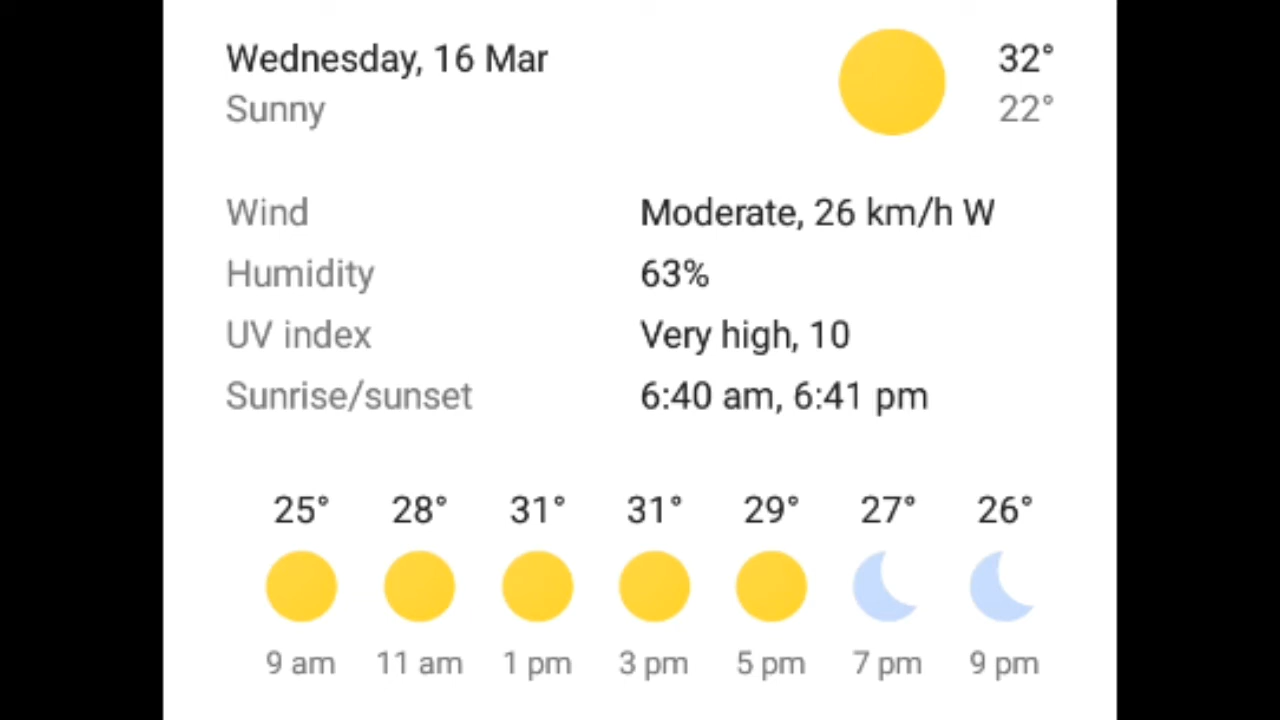 Wednesday, 16 Mar 32°
Sunny 22°
Wind Moderate, 26 km/h W
Humidity 63%
UV index Very high, 10
Sunrise/sunset 6:40 am, 6:41 pm
25° 28° 31° 31° 29° 27° 26°
9 am 11 am 1 pm 3 pm 5 pm 7 pm 9 pm